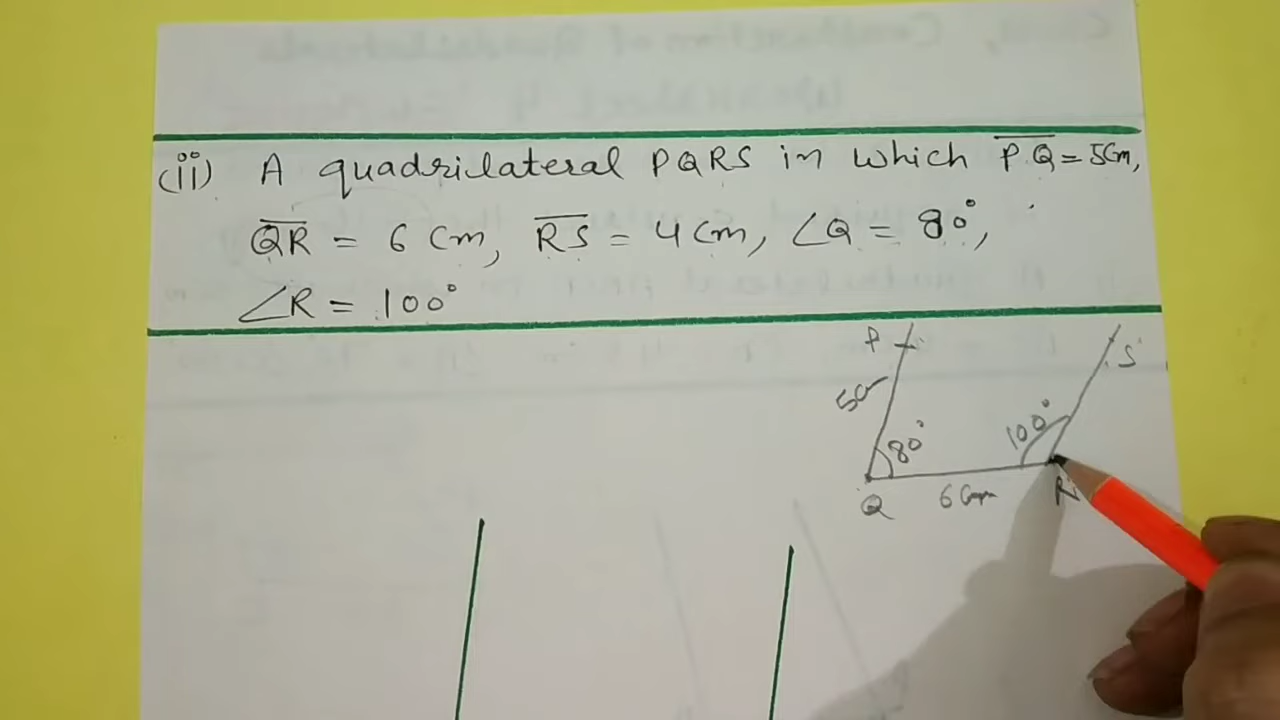 (ii) A quadrilateral PQRS in which PQ = 5cm,
QR = 6 cm, RS = 4 cm, ∠Q = 80°,
∠R = 100°
P
S
5cm
80°
100°
Q
6cm
R